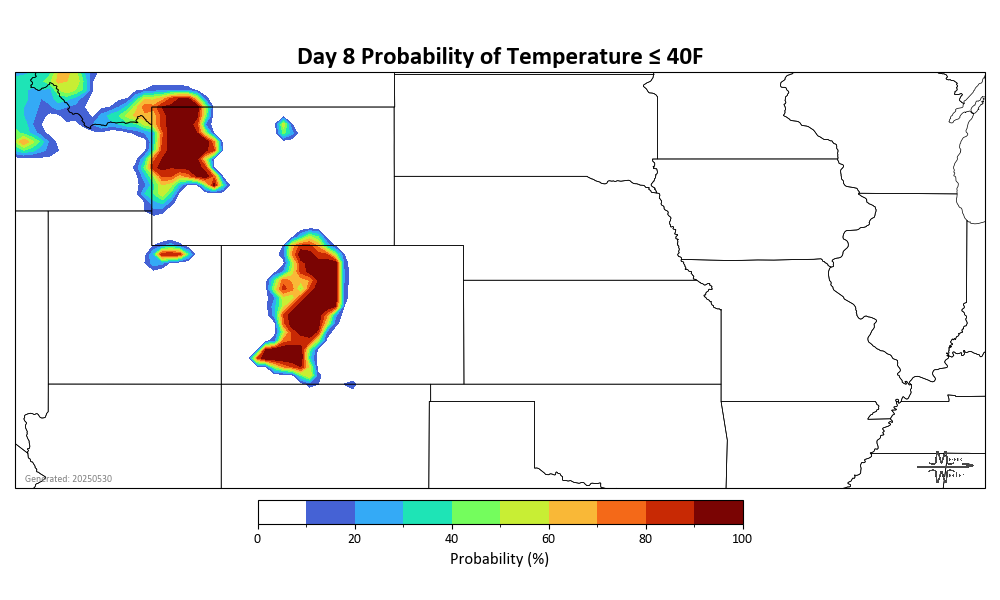 Day 8 Probability of Temperature ≤ 40F
Generated: 20250530
0 20 40 60 80 100
Probability (%)